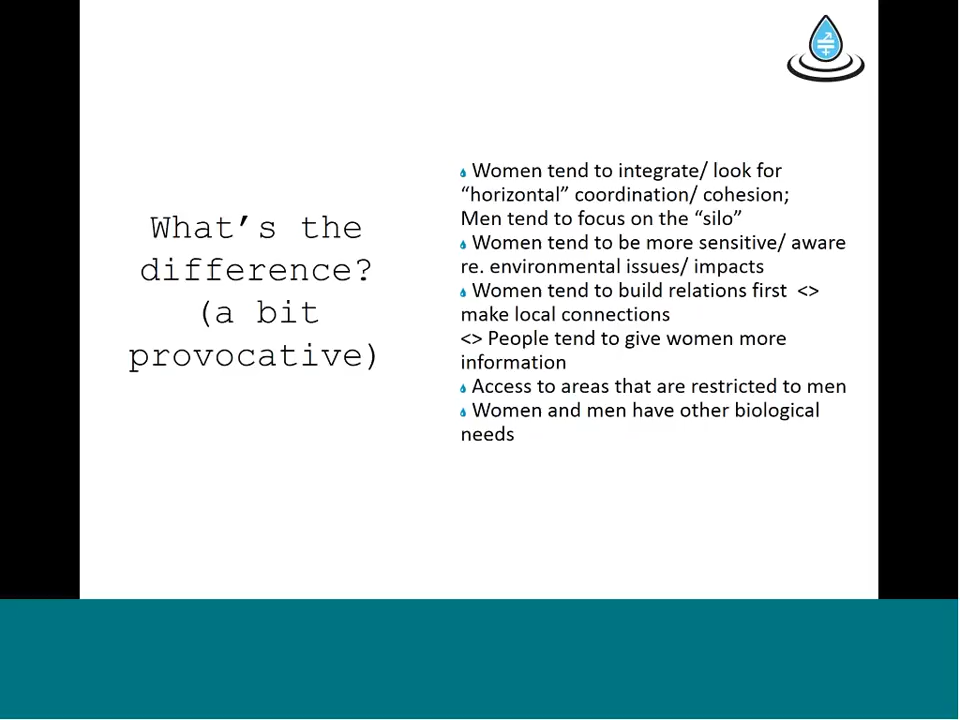 What’s the
difference?
(a bit
provocative)
Women tend to integrate/ look for
“horizontal” coordination/ cohesion;
Men tend to focus on the “silo”
Women tend to be more sensitive/ aware
re. environmental issues/ impacts
Women tend to build relations first <>
make local connections
<> People tend to give women more
information
Access to areas that are restricted to men
Women and men have other biological
needs